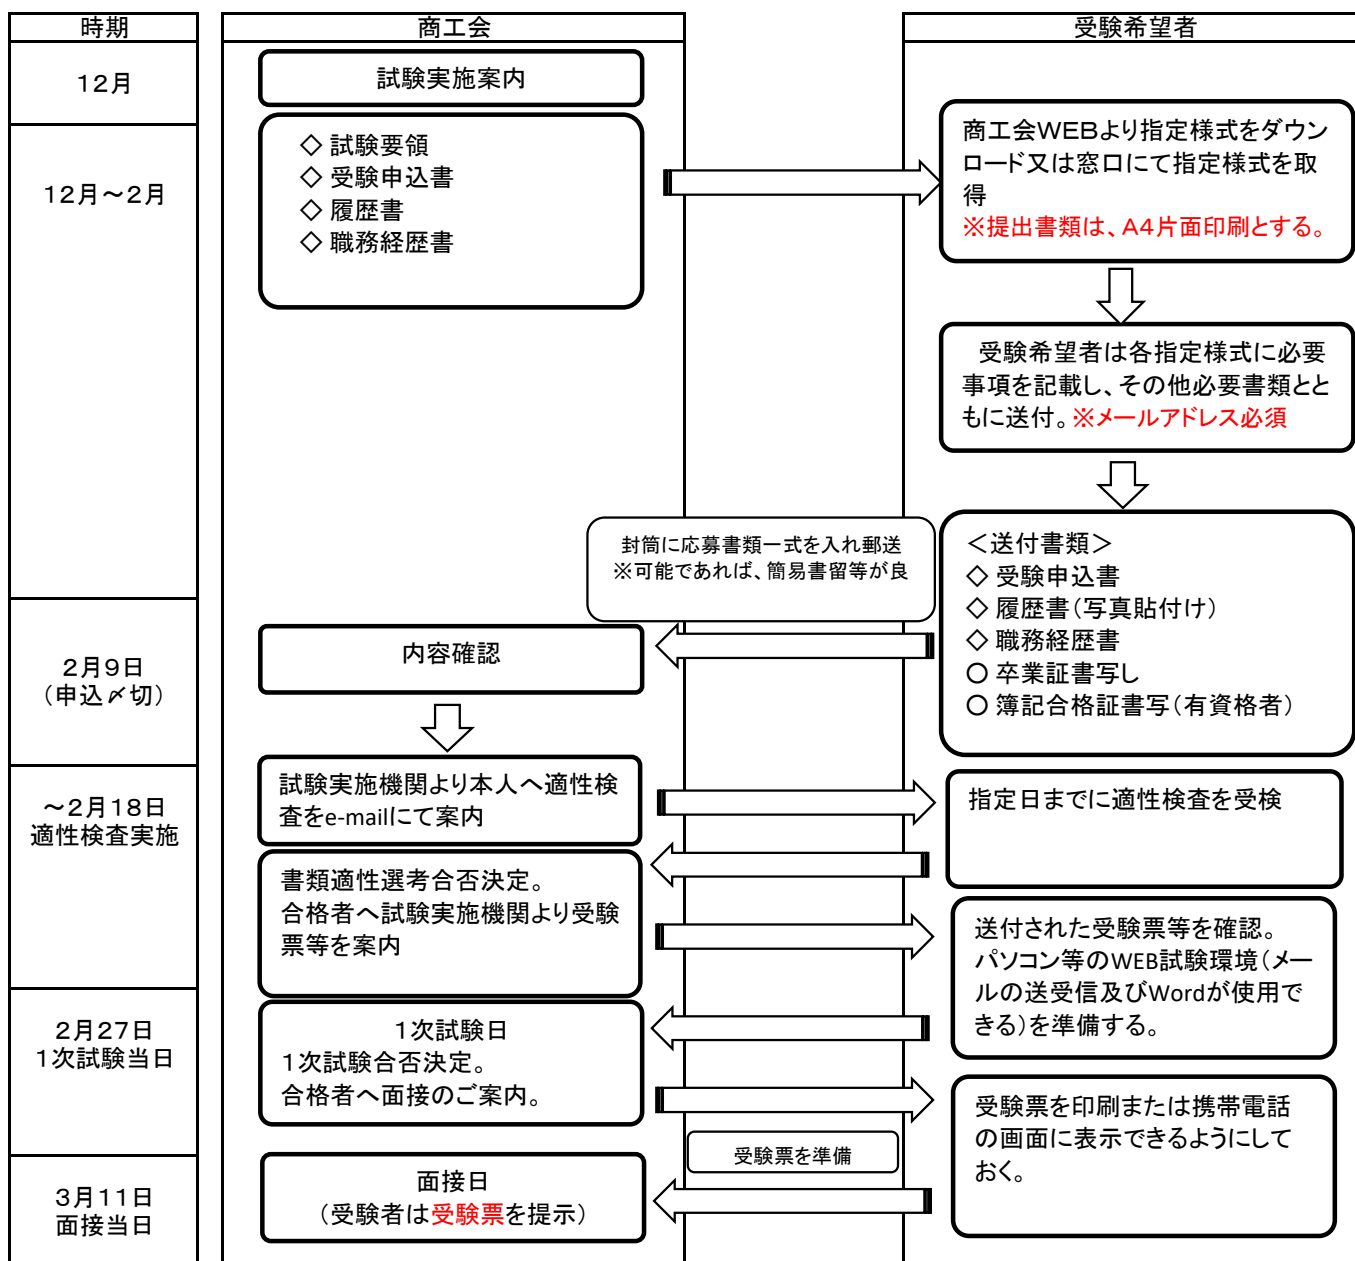 時期
商工会
受験希望者
12月
試験実施案内
12月～2月
◇ 試験要領
◇ 受験申込書
◇ 履歴書
◇ 職務経歴書
商工会WEBより指定様式をダウン
ロード又は窓口にて指定様式を取
得
※提出書類は、A4片面印刷とする。
受験希望者は各指定様式に必要
事項を記載し、その他必要書類とと
もに送付。※メールアドレス必須
封筒に応募書類一式を入れ郵送
※可能であれば、簡易書留等が良
＜送付書類＞
◇ 受験申込書
◇ 履歴書（写真貼付け）
◇ 職務経歴書
○ 卒業証書写し
○ 簿記合格証書写（有資格者）
2月9日
（申込〆切）
内容確認
～2月18日
適性検査実施
試験実施機関より本人へ適性検
査をe-mailにて案内
指定日までに適性検査を受検
書類適性選考合否決定。
合格者へ試験実施機関より受験
票等を案内
送付された受験票等を確認。
パソコン等のWEB試験環境（メー
ルの送受信及びWordが使用で
きる）を準備する。
2月27日
1次試験当日
1次試験日
1次試験合否決定。
合格者へ面接のご案内。
受験票を印刷または携帯電話
の画面に表示できるようにして
おく。
受験票を準備
3月11日
面接当日
面接日
（受験者は受験票を提示）